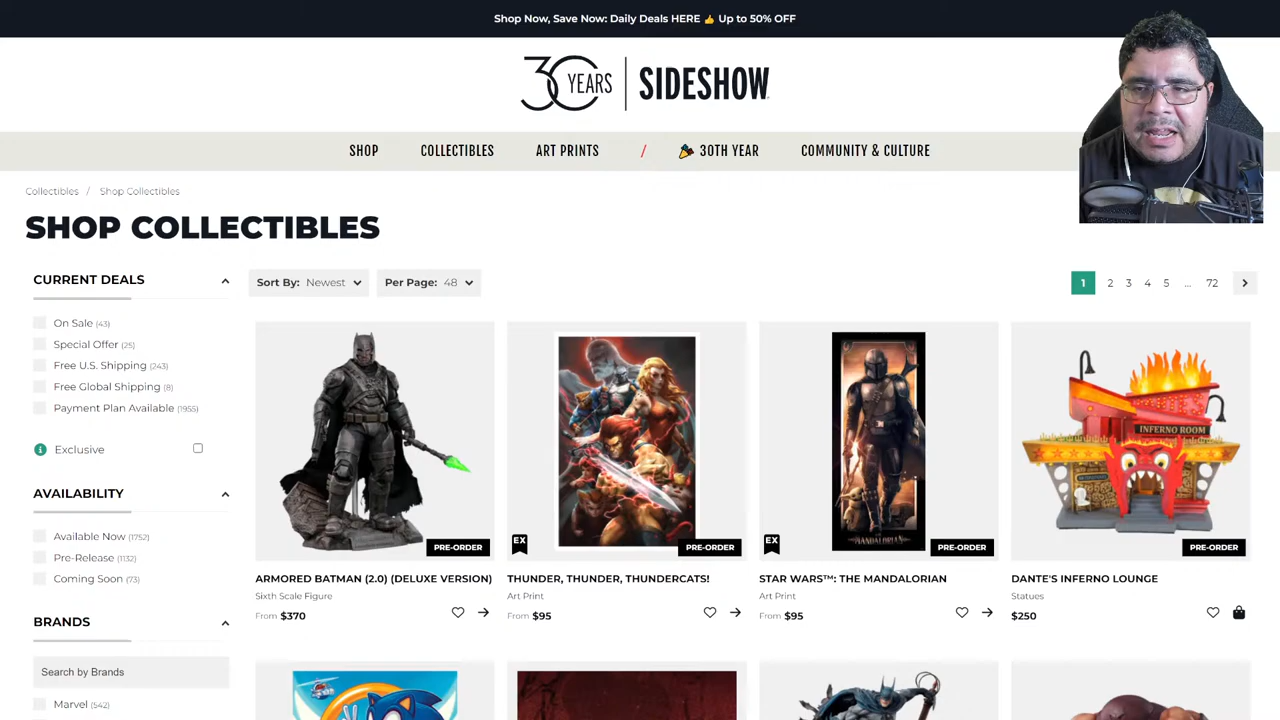 Shop Now, Save Now: Daily Deals HERE 👍 Up to 50% OFF
30 YEARS | SIDESHOW
SHOP COLLECTIBLES ART PRINTS / 🎉 30TH YEAR COMMUNITY & CULTURE
Collectibles / Shop Collectibles
SHOP COLLECTIBLES
CURRENT DEALS
Sort By: Newest
Per Page: 48
1 2 3 4 5 ... 72
On Sale (43)
Special Offer (25)
Free U.S. Shipping (243)
Free Global Shipping (8)
Payment Plan Available (1955)
Exclusive
AVAILABILITY
Available Now (1752)
Pre-Release (1132)
Coming Soon (73)
BRANDS
Search by Brands
Marvel (542)
PRE-ORDER
ARMORED BATMAN (2.0) (DELUXE VERSION)
Sixth Scale Figure
From $370
EX
PRE-ORDER
THUNDER, THUNDER, THUNDERCATS!
Art Print
From $95
THE MANDALORIAN
EX
PRE-ORDER
STAR WARS™: THE MANDALORIAN
Art Print
From $95
INFERNO ROOM
PRE-ORDER
DANTE'S INFERNO LOUNGE
Statues
$250